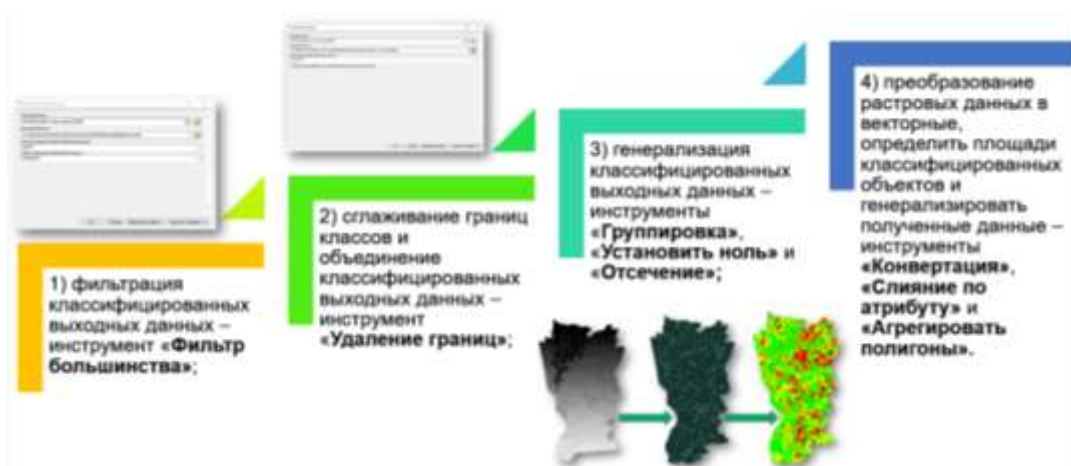 1) фильтрация
классифицированных
выходных данных –
инструмент «Фильтр
большинства»;
2) сглаживание границ
классов и
объединение
классифицированных
выходных данных –
инструмент
«Удаление границ»;
3) генерализация
классифицированных
выходных данных –
инструменты
«Группировка»,
«Установить ноль» и
«Отсечение»;
4) преобразование
растровых данных в
векторные,
определить площади
классифицированных
объектов и
генерализировать
полученные данные –
инструменты
«Конвертация»,
«Слияние по
атрибуту» и
«Агрегировать
полигоны».